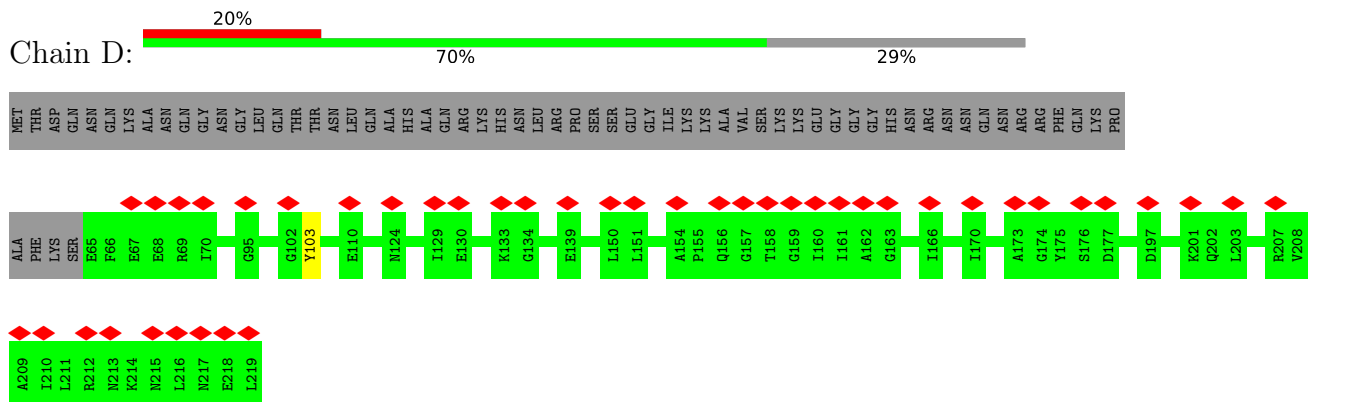 20%
Chain D:
70% 29%
MET THR ASP GLN ASN GLN LYS ALA ASN ARG GLN GLY ASN GLY LEU GLN THR THR ASN LEU GLN ALA HIS ALA GLN ARG LYS HIS ASN LEU ARG PRO SER SER GLU GLY ILE LYS LYS ALA VAL SER LYS LYS GLU GLY GLY GLY HIS ASN ARG ASN ASN GLN ASN ARG ARG PHE GLN LYS PRO
ALA PHE LYS SER E65 F66 E67 E68 R69 I70 G95 G102 Y103 E110 N124 I129 E130 K133 G134 E139 L150 L151 A154 P155 Q156 G157 T158 G159 I160 I161 A162 G163 I166 I170 A173 G174 Y175 S176 D177 D197 K201 Q202 L203 R207 V208
A209 I210 L211 R212 N213 K214 N215 L216 N217 E218 L219